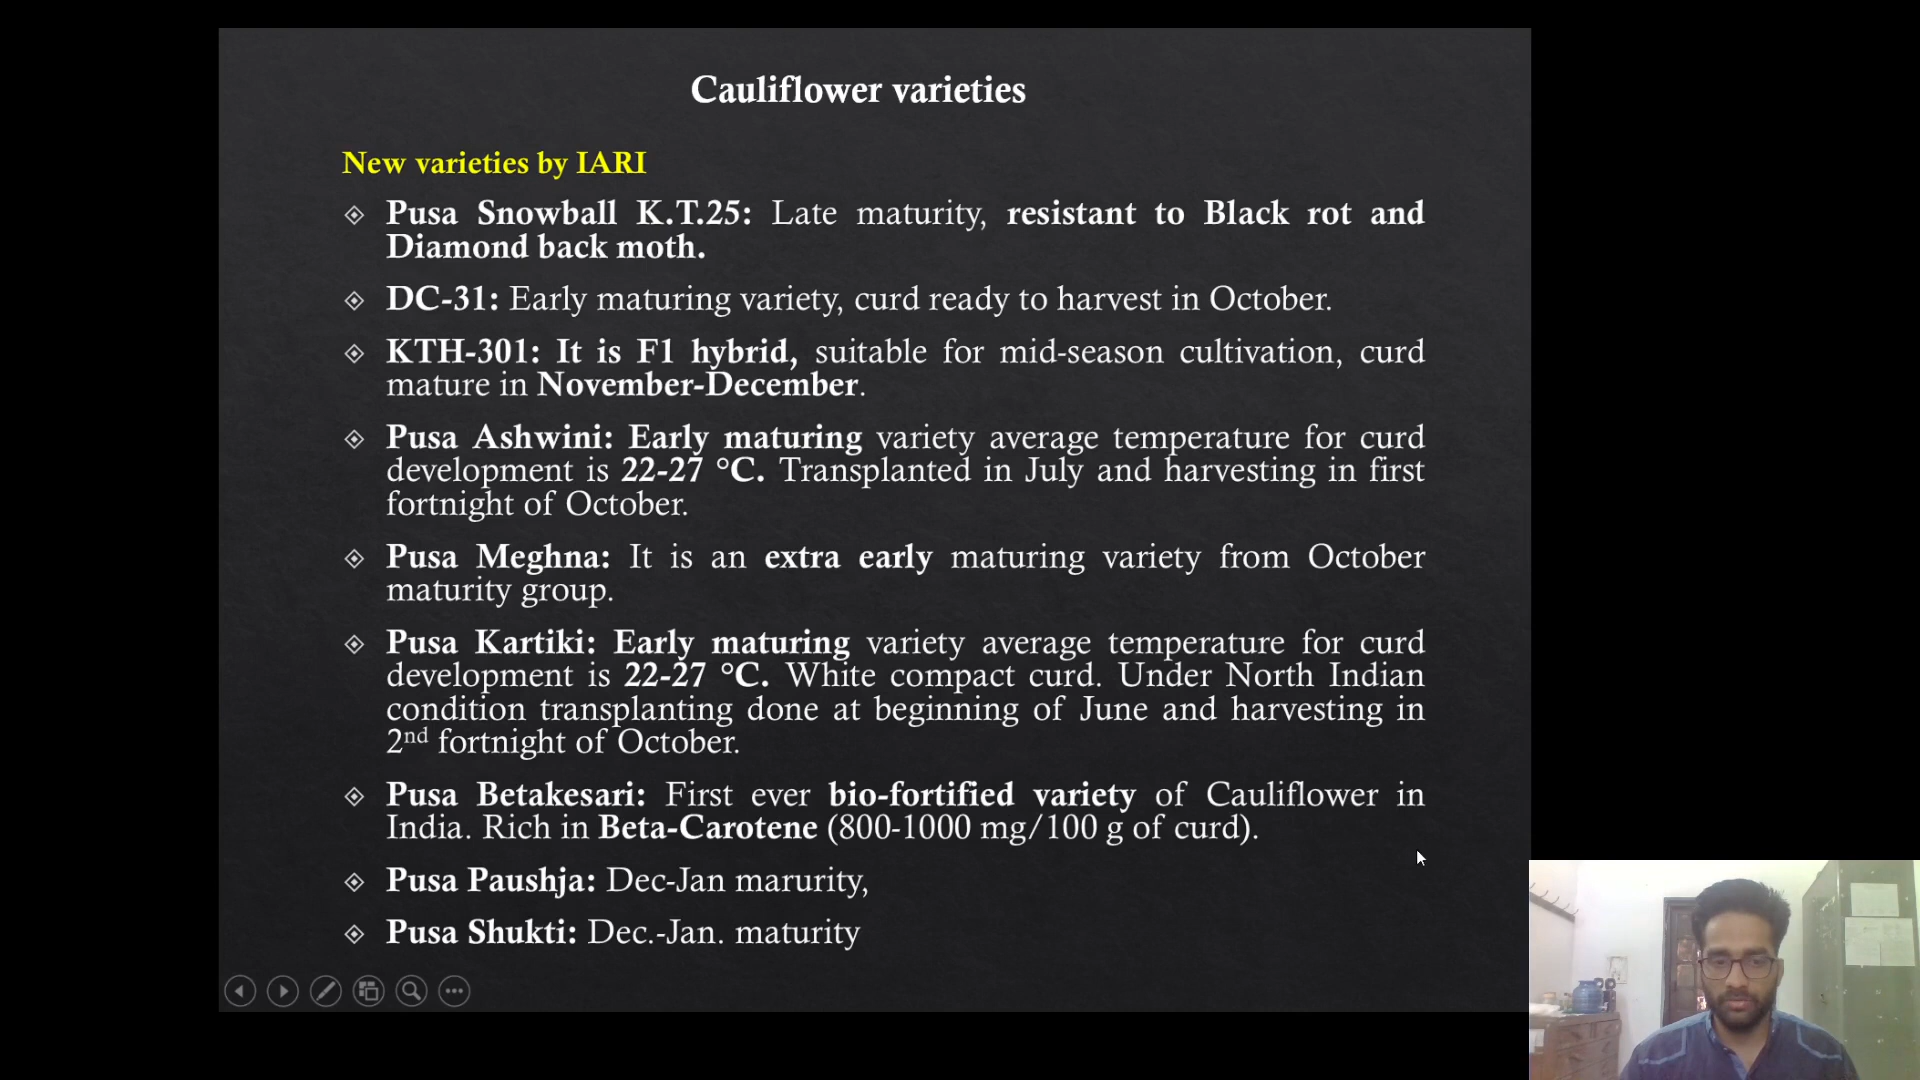 Cauliflower varieties
New varieties by IARI
Pusa Snowball K.T.25: Late maturity, resistant to Black rot and
Diamond back moth.
DC-31: Early maturing variety, curd ready to harvest in October.
KTH-301: It is F1 hybrid, suitable for mid-season cultivation, curd
mature in November-December.
Pusa Ashwini: Early maturing variety average temperature for curd
development is 22-27 °C. Transplanted in July and harvesting in first
fortnight of October.
Pusa Meghna: It is an extra early maturing variety from October
maturity group.
Pusa Kartiki: Early maturing variety average temperature for curd
development is 22-27 °C. White compact curd. Under North Indian
condition transplanting done at beginning of June and harvesting in
2nd fortnight of October.
Pusa Betakesari: First ever bio-fortified variety of Cauliflower in
India. Rich in Beta-Carotene (800-1000 mg/100 g of curd).
Pusa Paushja: Dec-Jan marurity,
Pusa Shukti: Dec.-Jan. maturity